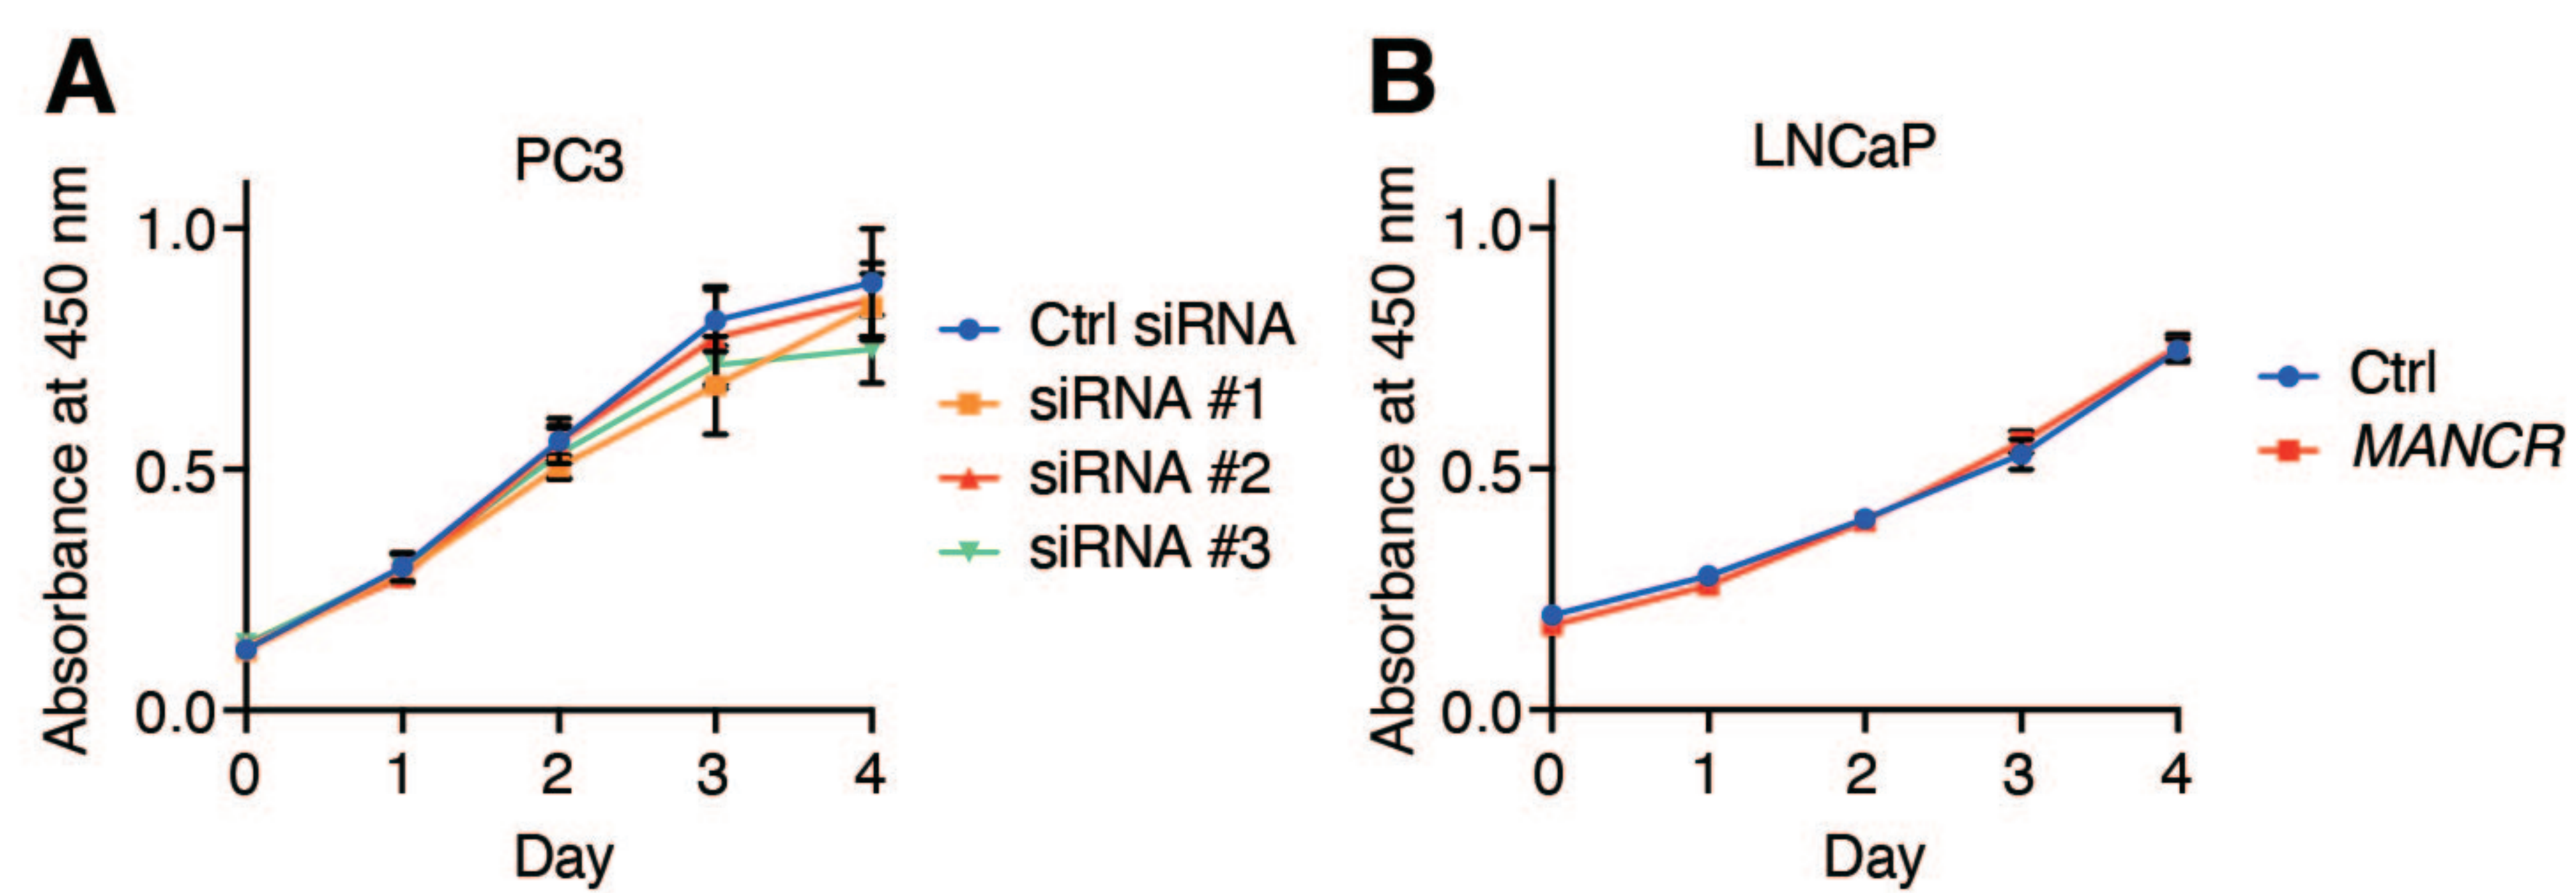 A
PC3
Absorbance at 450 nm
1.0
0.5
0.0
0 1 2 3 4
Day
Ctrl siRNA
siRNA #1
siRNA #2
siRNA #3
B
LNCaP
Absorbance at 450 nm
1.0
0.5
0.0
0 1 2 3 4
Day
Ctrl
MANCR